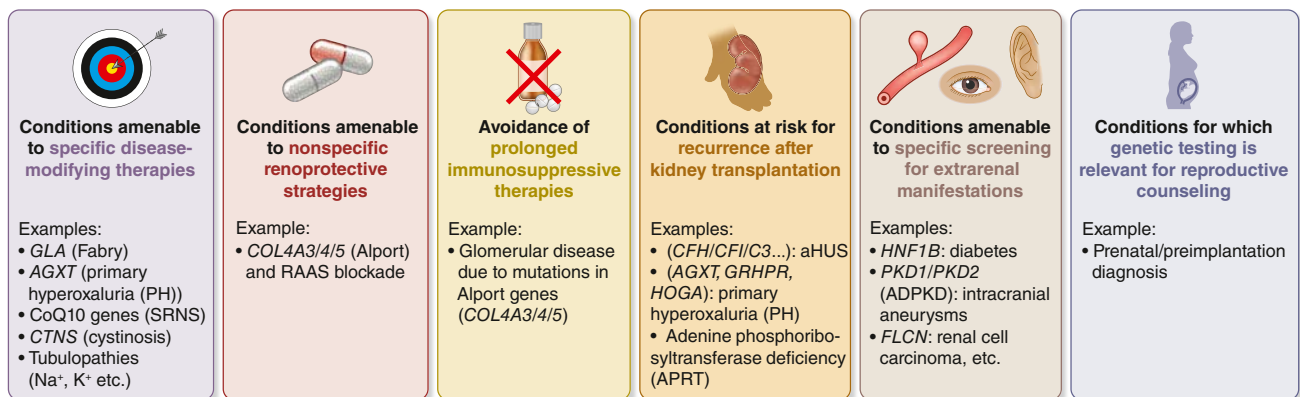 Conditions amenable
to specific disease-
modifying therapies
Examples:
• GLA (Fabry)
• AGXT (primary
hyperoxaluria (PH))
• CoQ10 genes (SRNS)
• CTNS (cystinosis)
• Tubulopathies
(Na⁺, K⁺ etc.)
Conditions amenable
to nonspecific
renoprotective
strategies
Example:
• COL4A3/4/5 (Alport)
and RAAS blockade
Avoidance of
prolonged
immunosuppressive
therapies
Example:
• Glomerular disease
due to mutations in
Alport genes
(COL4A3/4/5)
Conditions at risk for
recurrence after
kidney transplantation
Examples:
• (CFH/CFI/C3...): aHUS
• (AGXT, GRHPR,
HOGA): primary
hyperoxaluria (PH)
• Adenine phosphoribo-
syltransferase deficiency
(APRT)
Conditions amenable
to specific screening
for extrarenal
manifestations
Examples:
• HNF1B: diabetes
• PKD1/PKD2
(ADPKD): intracranial
aneurysms
• FLCN: renal cell
carcinoma, etc.
Conditions for which
genetic testing is
relevant for reproductive
counseling
Example:
• Prenatal/preimplantation
diagnosis